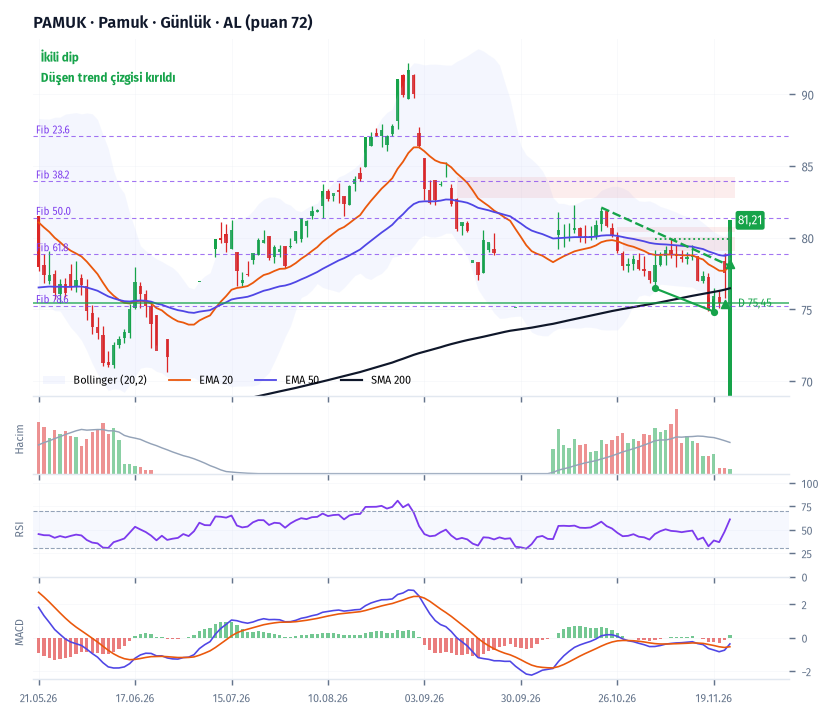 PAMUK · Pamuk · Günlük · AL (puan 72)
İkili dip
Düşen trend çizgisi kırıldı
Fib 23.6
Fib 38.2
Fib 50.0
Fib 61.8
Fib 78.6
90
85
81,21
80
D 75,45
75
70
Bollinger (20,2) EMA 20 EMA 50 SMA 200
Hacim
RSI
100
75
50
25
0
MACD
2
0
−2
21.05.26 17.06.26 15.07.26 10.08.26 03.09.26 30.09.26 26.10.26 19.11.26